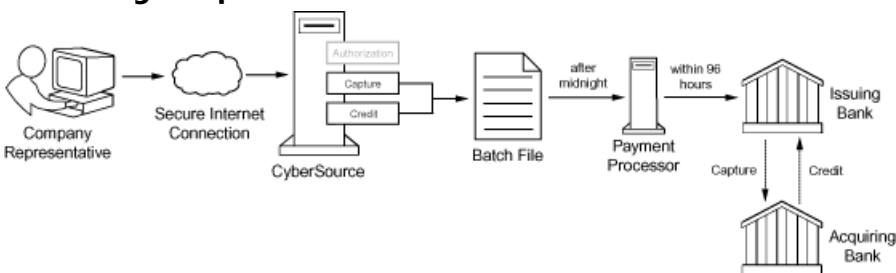 Authorization
Capture
Credit
after
midnight
within 96
hours
Issuing
Bank
Company
Representative
Secure Internet
Connection
CyberSource
Batch File
Payment
Processor
Capture
Credit
Acquiring
Bank